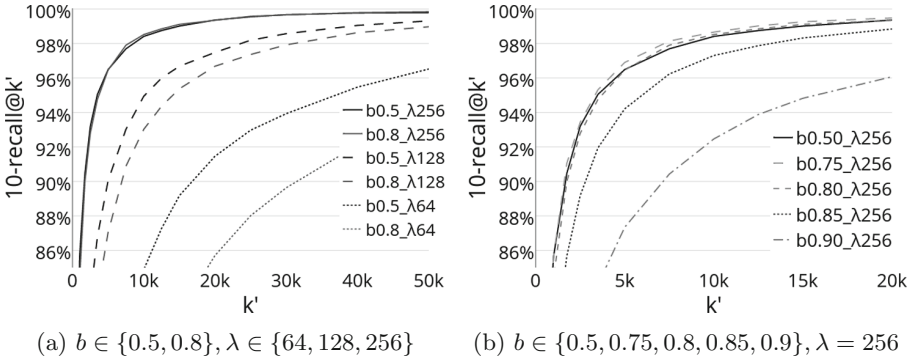 100%
98%
96%
94%
92%
90%
88%
86%
10-recall@k'
0 10k 20k 30k 40k 50k
k'
b0.5_λ256
b0.8_λ256
b0.5_λ128
b0.8_λ128
b0.5_λ64
b0.8_λ64
(a) b ∈ {0.5, 0.8}, λ ∈ {64, 128, 256}
100%
98%
96%
94%
92%
90%
88%
86%
10-recall@k'
0 5k 10k 15k 20k
k'
b0.50_λ256
b0.75_λ256
b0.80_λ256
b0.85_λ256
b0.90_λ256
(b) b ∈ {0.5, 0.75, 0.8, 0.85, 0.9}, λ = 256